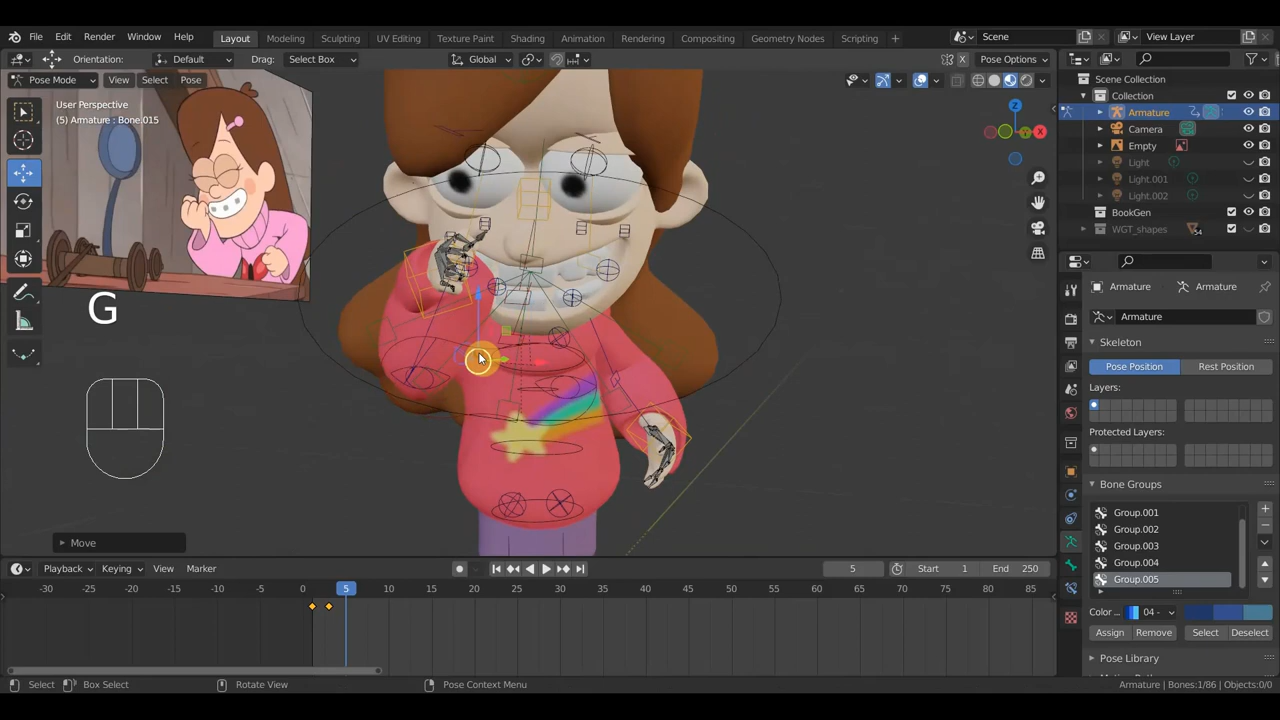 File Edit Render Window Help Layout Modeling Sculpting UV Editing Texture Paint Shading Animation Rendering Compositing Geometry Nodes Scripting + Scene View Layer
Orientation: Default Drag: Select Box Global X Pose Options
Pose Mode View Select Pose
Scene Collection
Collection
Armature
Camera
Empty
Light
Light.001
Light.002
BookGen
WGT_shapes
User Perspective
(5) Armature : Bone.015
Z
X
G
Move
Armature Armature
Armature
Skeleton
Pose Position Rest Position
Layers:
Protected Layers:
Bone Groups
Group.001
Group.002
Group.003
Group.004
Group.005
Color ... 04 -
Assign Remove Select Deselect
Pose Library
Playback Keying View Marker 5 Start 1 End 250
-30 -25 -20 -15 -10 -5 0 5 10 15 20 25 30 35 40 45 50 55 60 65 70 75 80 85
Select Box Select Rotate View Pose Context Menu Armature | Bones:1/86 | Objects:0/0